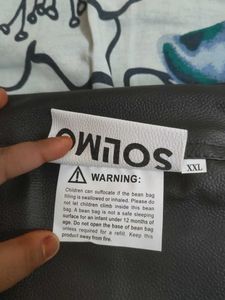 SOLIMO
XXL
WARNING:
Children can suffocate if the bean bag
filling is swallowed or inhaled. Please do
not let children climb inside this bean
bag. A bean bag is not a safe sleeping
surface for an infant under 12 months of
age. Do not open the base of bean bag
unless required for a refill. Keep this
product away from fire.